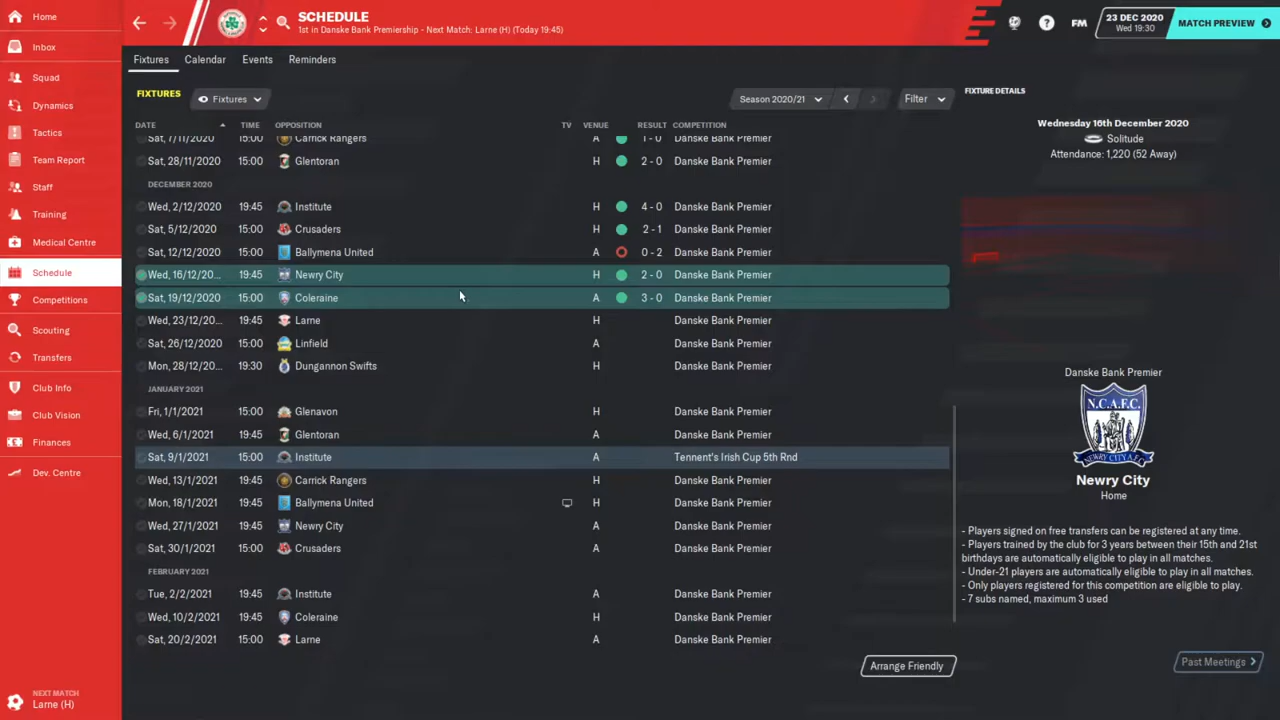 Home
SCHEDULE
1st in Danske Bank Premiership - Next Match: Larne (H) (Today 19:45)
FM
23 DEC 2020
Wed 19:30
MATCH PREVIEW
Inbox
Squad
Dynamics
Tactics
Team Report
Staff
Training
Medical Centre
Schedule
Competitions
Scouting
Transfers
Club Info
Club Vision
Finances
Dev. Centre
NEXT MATCH
Larne (H)
Fixtures Calendar Events Reminders
FIXTURES Fixtures Season 2020/21 Filter
DATE TIME OPPOSITION TV VENUE RESULT COMPETITION
Sat, 7/11/2020 15:00 Carrick Rangers A 1 - 0 Danske Bank Premier
Sat, 28/11/2020 15:00 Glentoran H 2 - 0 Danske Bank Premier
DECEMBER 2020
Wed, 2/12/2020 19:45 Institute H 4 - 0 Danske Bank Premier
Sat, 5/12/2020 15:00 Crusaders H 2 - 1 Danske Bank Premier
Sat, 12/12/2020 15:00 Ballymena United A 0 - 2 Danske Bank Premier
Wed, 16/12/20... 19:45 Newry City H 2 - 0 Danske Bank Premier
Sat, 19/12/2020 15:00 Coleraine A 3 - 0 Danske Bank Premier
Wed, 23/12/20... 19:45 Larne H Danske Bank Premier
Sat, 26/12/2020 15:00 Linfield A Danske Bank Premier
Mon, 28/12/20... 19:30 Dungannon Swifts H Danske Bank Premier
JANUARY 2021
Fri, 1/1/2021 15:00 Glenavon H Danske Bank Premier
Wed, 6/1/2021 19:45 Glentoran A Danske Bank Premier
Sat, 9/1/2021 15:00 Institute A Tennent's Irish Cup 5th Rnd
Wed, 13/1/2021 19:45 Carrick Rangers H Danske Bank Premier
Mon, 18/1/2021 19:45 Ballymena United H Danske Bank Premier
Wed, 27/1/2021 19:45 Newry City A Danske Bank Premier
Sat, 30/1/2021 15:00 Crusaders A Danske Bank Premier
FEBRUARY 2021
Tue, 2/2/2021 19:45 Institute A Danske Bank Premier
Wed, 10/2/2021 19:45 Coleraine H Danske Bank Premier
Sat, 20/2/2021 15:00 Larne A Danske Bank Premier
Arrange Friendly
FIXTURE DETAILS
Wednesday 16th December 2020
Solitude
Attendance: 1,220 (52 Away)
Danske Bank Premier
N.C.A.F.C.
NEWRY CITY A.F.C
Newry City
Home
- Players signed on free transfers can be registered at any time.
- Players trained by the club for 3 years between their 15th and 21st
birthdays are automatically eligible to play in all matches.
- Under-21 players are automatically eligible to play in all matches.
- Only players registered for this competition are eligible to play.
- 7 subs named, maximum 3 used
Past Meetings